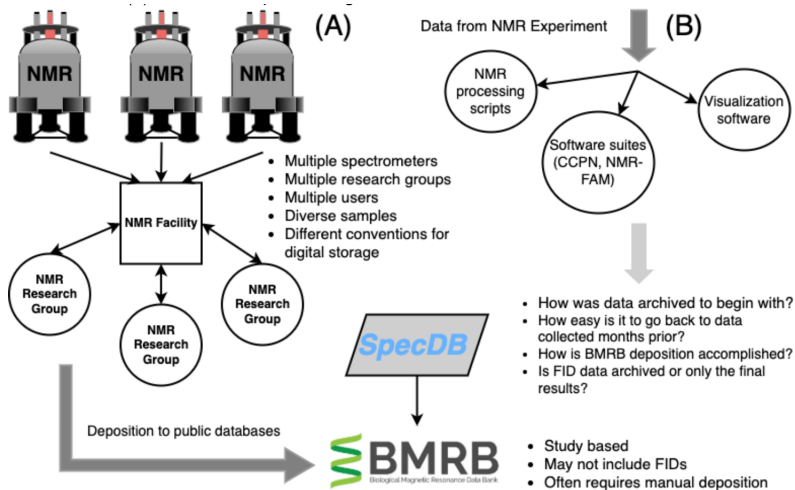 (A)
NMR
NMR
NMR
• Multiple spectrometers
• Multiple research groups
• Multiple users
• Diverse samples
• Different conventions for
digital storage
NMR Facility
NMR
Research
Group
NMR
Research
Group
NMR
Research
Group
Data from NMR Experiment
(B)
NMR
processing
scripts
Software suites
(CCPN, NMR-
FAM)
Visualization
software
• How was data archived to begin with?
• How easy is it to go back to data
collected months prior?
• How is BMRB deposition accomplished?
• Is FID data archived or only the final
results?
SpecDB
Deposition to public databases
BMRB
Biological Magnetic Resonance Data Bank
• Study based
• May not include FIDs
• Often requires manual deposition